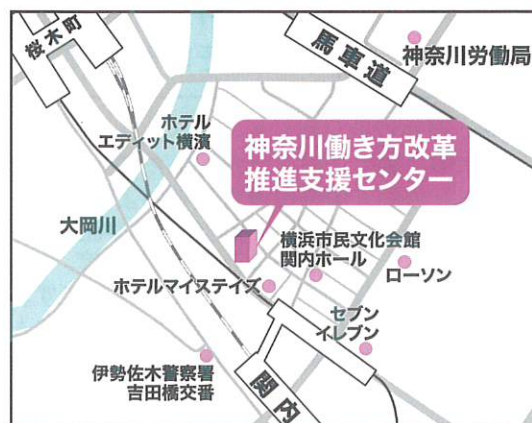 桜木町
馬車道
神奈川労働局
ホテル
エディット横濱
神奈川働き方改革
推進支援センター
大岡川
横浜市民文化会館
関内ホール
ローソン
ホテルマイステイズ
セブン
イレブン
伊勢佐木警察署
吉田橋交番
関内